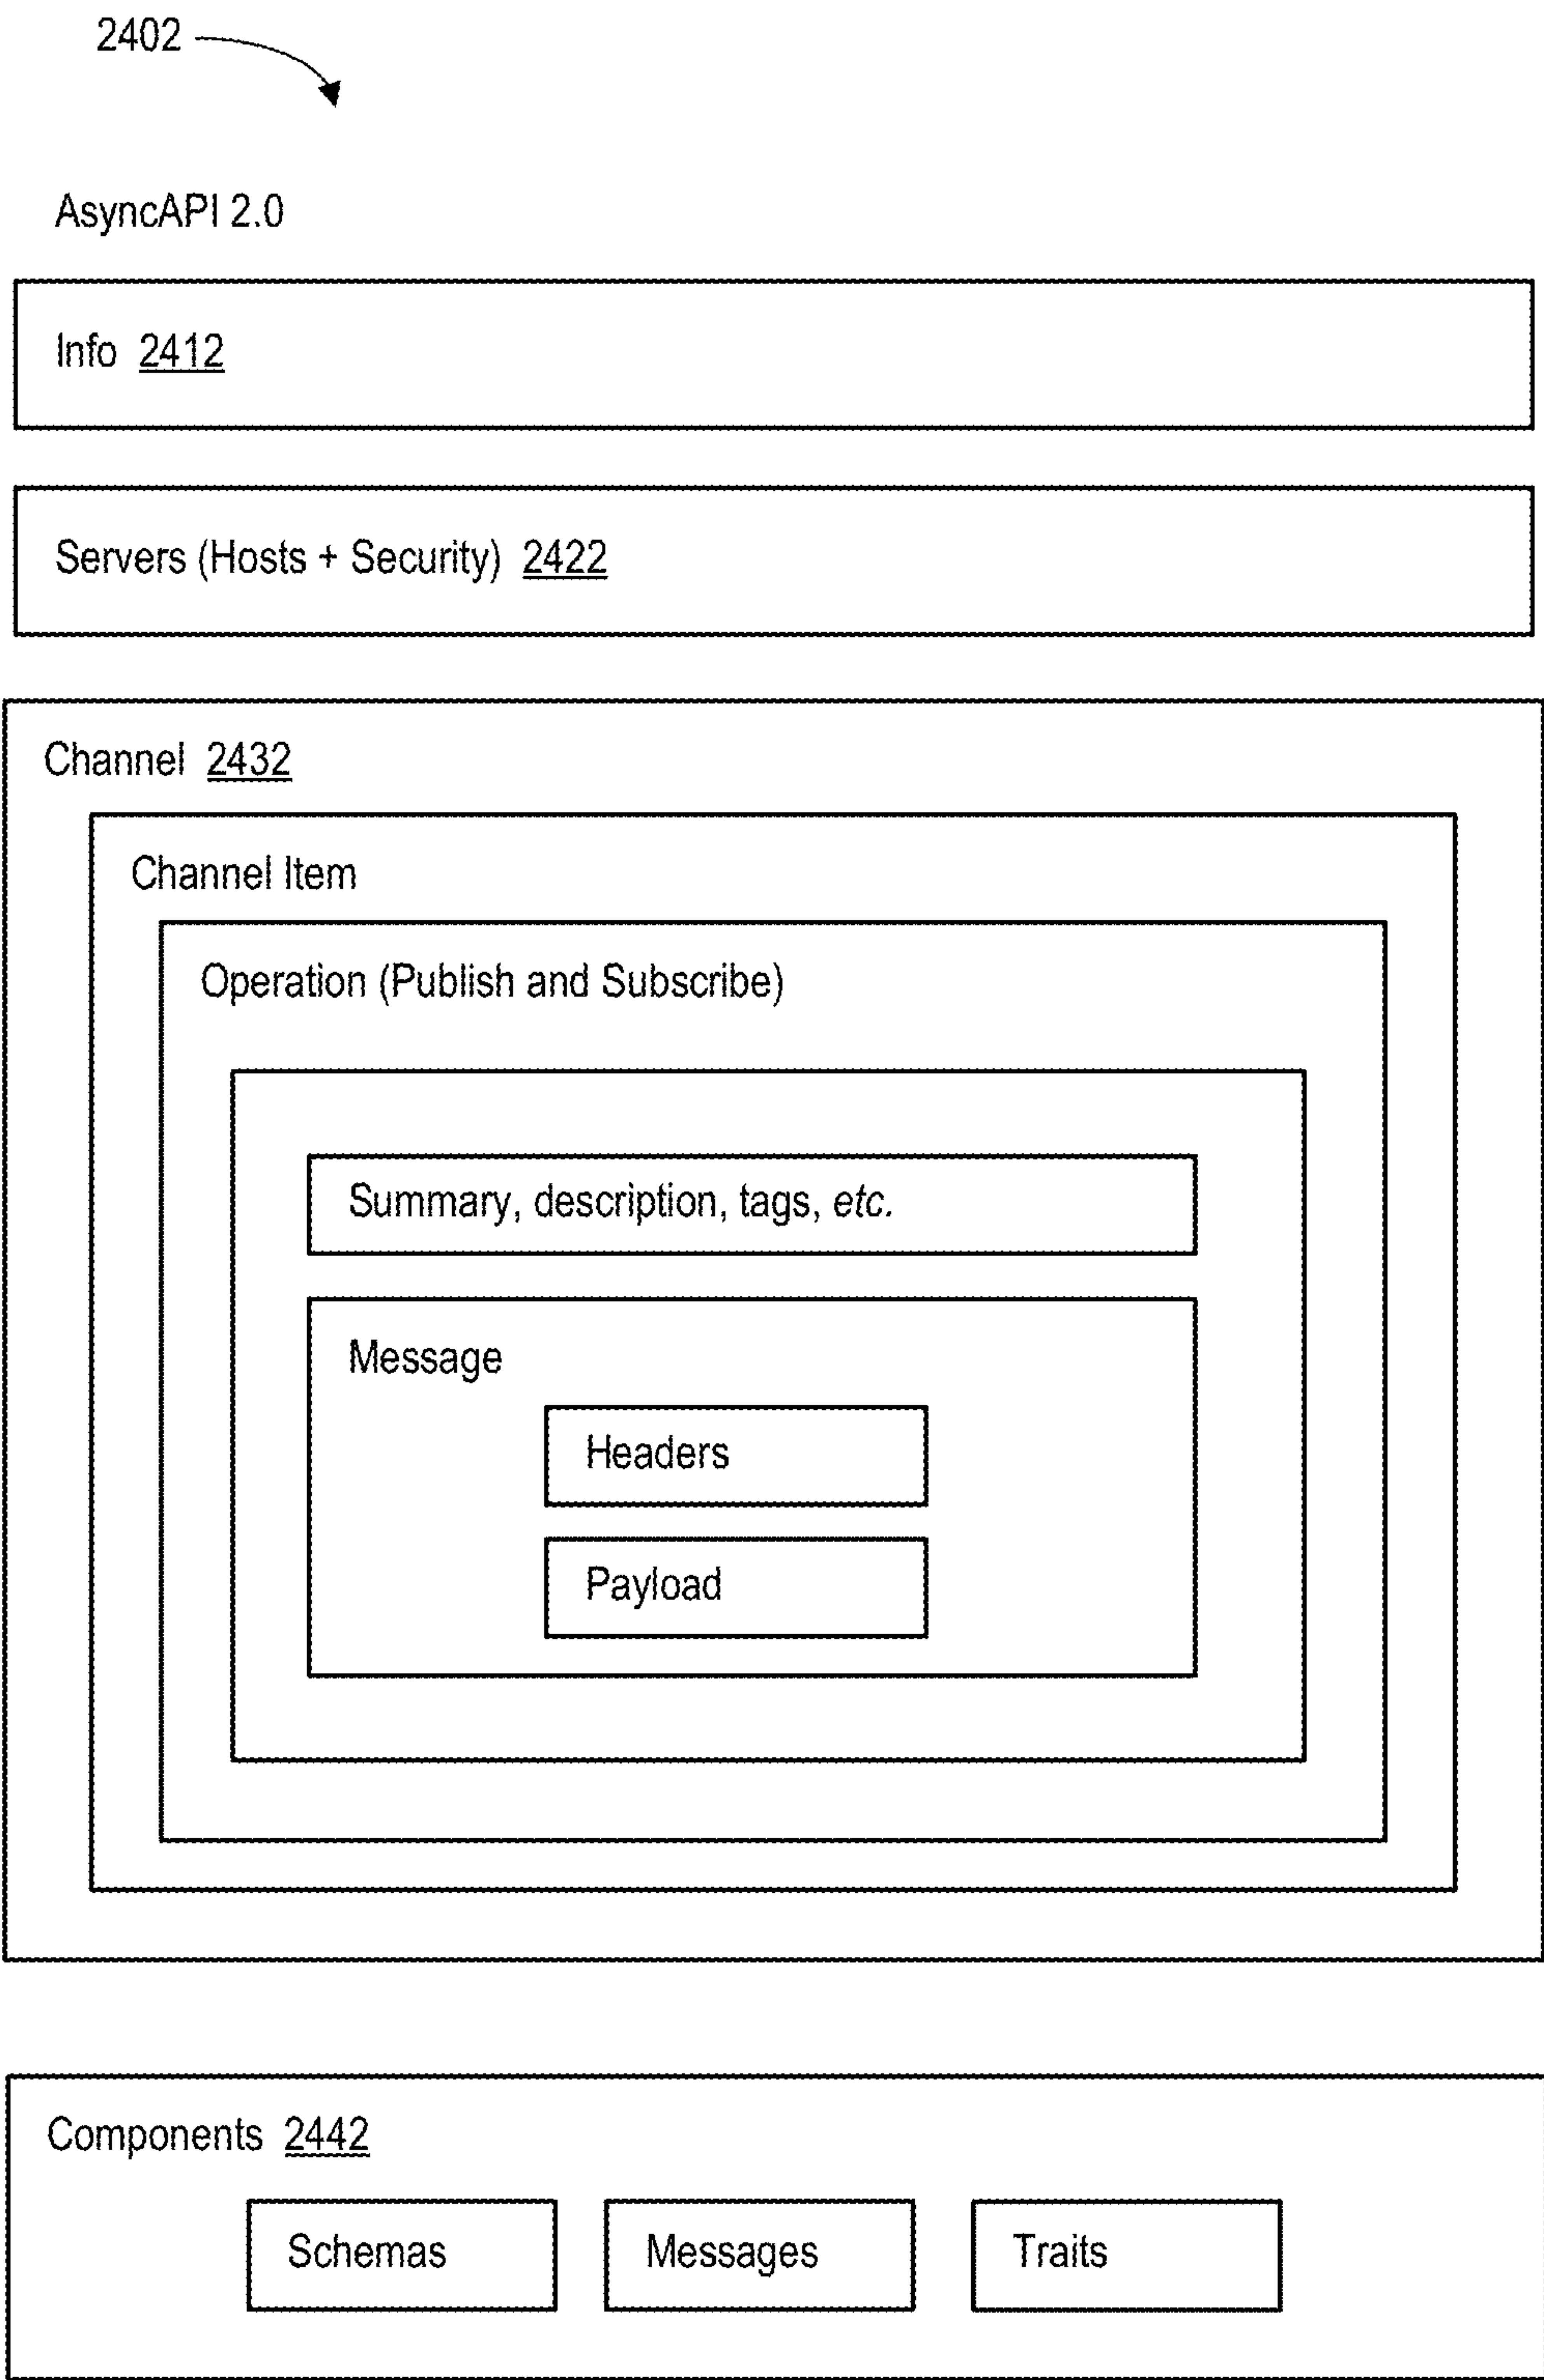 2402
AsyncAPI 2.0
Info 2412
Servers (Hosts + Security) 2422
Channel 2432
Channel Item
Operation (Publish and Subscribe)
Summary, description, tags, etc.
Message
Headers
Payload
Components 2442
Schemas Messages Traits